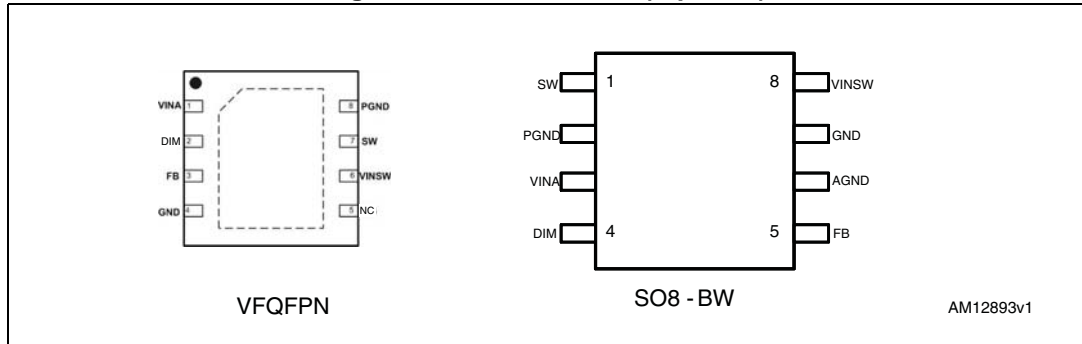 VINA 1
DIM 2
FB 3
GND 4
8 PGND
7 SW
6 VINSW
5 NC
VFQFPN
SW 1
PGND
VINA
DIM 4
8 VINSW
GND
AGND
5 FB
SO8 - BW
AM12893v1